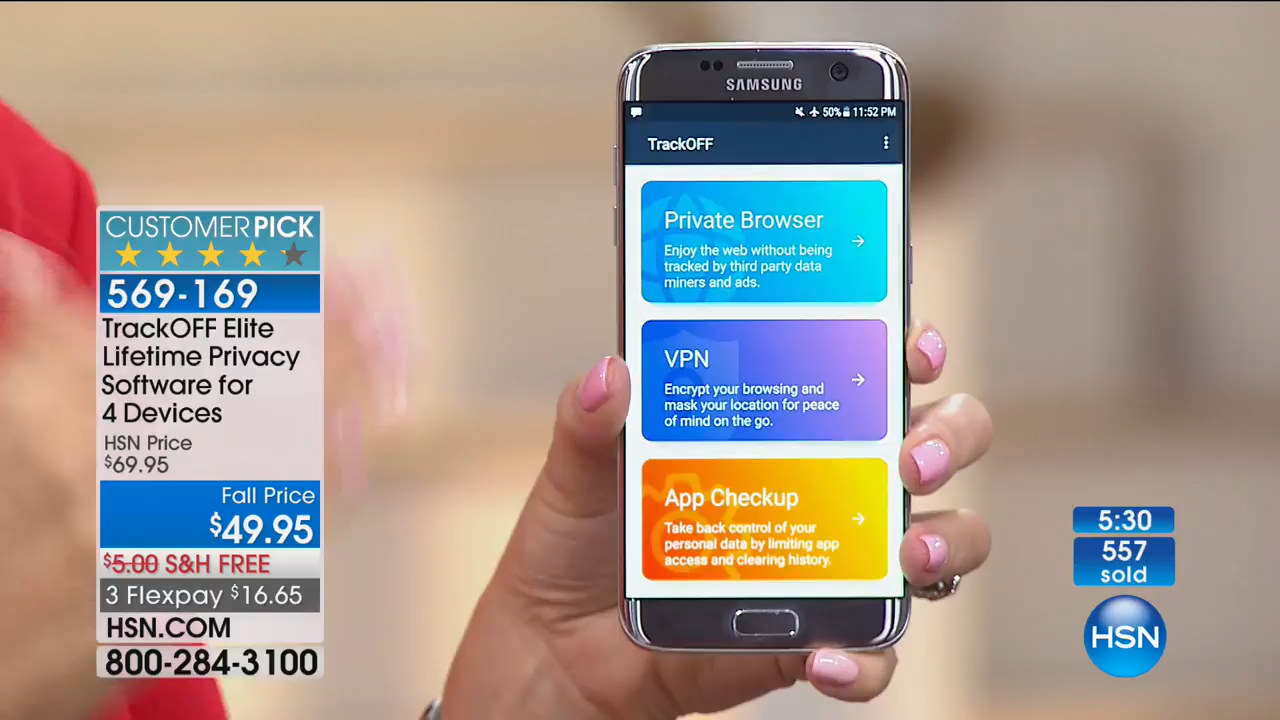 CUSTOMER PICK
569-169
TrackOFF Elite
Lifetime Privacy
Software for
4 Devices
HSN Price
$69.95
Fall Price
$49.95
$5.00 S&H FREE
3 Flexpay $16.65
HSN.COM
800-284-3100
SAMSUNG
50% 11:52 PM
TrackOFF
Private Browser
Enjoy the web without being
tracked by third party data
miners and ads.
VPN
Encrypt your browsing and
mask your location for peace
of mind on the go.
App Checkup
Take back control of your
personal data by limiting app
access and clearing history.
5:30
557
sold
HSN